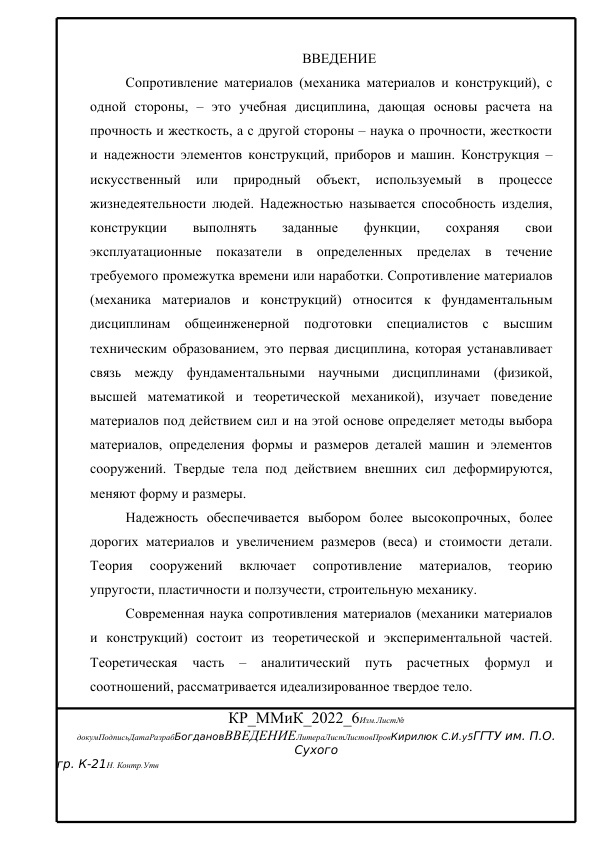 ВВЕДЕНИЕ
Сопротивление материалов (механика материалов и конструкций), с
одной стороны, – это учебная дисциплина, дающая основы расчета на
прочность и жесткость, а с другой стороны – наука о прочности, жесткости
и надежности элементов конструкций, приборов и машин. Конструкция –
искусственный или природный объект, используемый в процессе
жизнедеятельности людей. Надежностью называется способность изделия,
конструкции выполнять заданные функции, сохраняя свои
эксплуатационные показатели в определенных пределах в течение
требуемого промежутка времени или наработки. Сопротивление материалов
(механика материалов и конструкций) относится к фундаментальным
дисциплинам общеинженерной подготовки специалистов с высшим
техническим образованием, это первая дисциплина, которая устанавливает
связь между фундаментальными научными дисциплинами (физикой,
высшей математикой и теоретической механикой), изучает поведение
материалов под действием сил и на этой основе определяет методы выбора
материалов, определения формы и размеров деталей машин и элементов
сооружений. Твердые тела под действием внешних сил деформируются,
меняют форму и размеры.
Надежность обеспечивается выбором более высокопрочных, более
дорогих материалов и увеличением размеров (веса) и стоимости детали.
Теория сооружений включает сопротивление материалов, теорию
упругости, пластичности и ползучести, строительную механику.
Современная наука сопротивления материалов (механики материалов
и конструкций) состоит из теоретической и экспериментальной частей.
Теоретическая часть – аналитический путь расчетных формул и
соотношений, рассматривается идеализированное твердое тело.
КР_ММиК_2022_6Изм.Лист№
докумПодписьДатаРазрабБогдановВВЕДЕНИЕЛитераЛистЛистовПровКирилюк С.И.у5ГГТУ им. П.О.
Сухого
гр. К-21Н. Контр.Утв